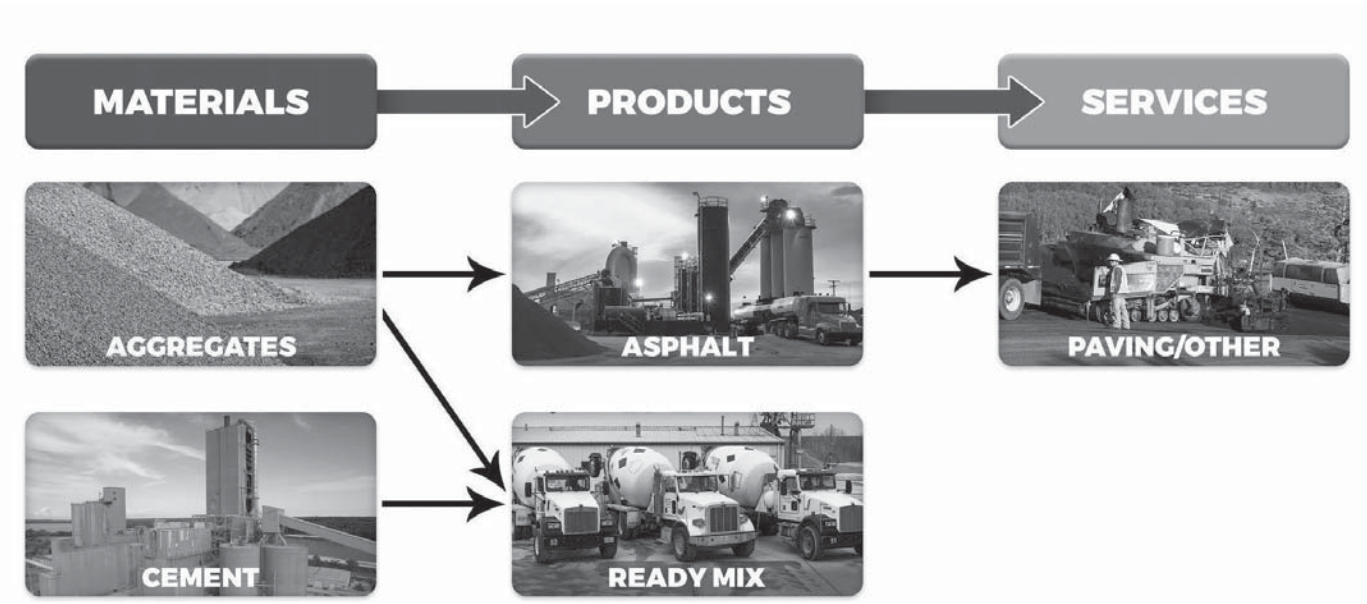 MATERIALS
PRODUCTS
SERVICES
AGGREGATES
ASPHALT
PAVING/OTHER
CEMENT
READY MIX